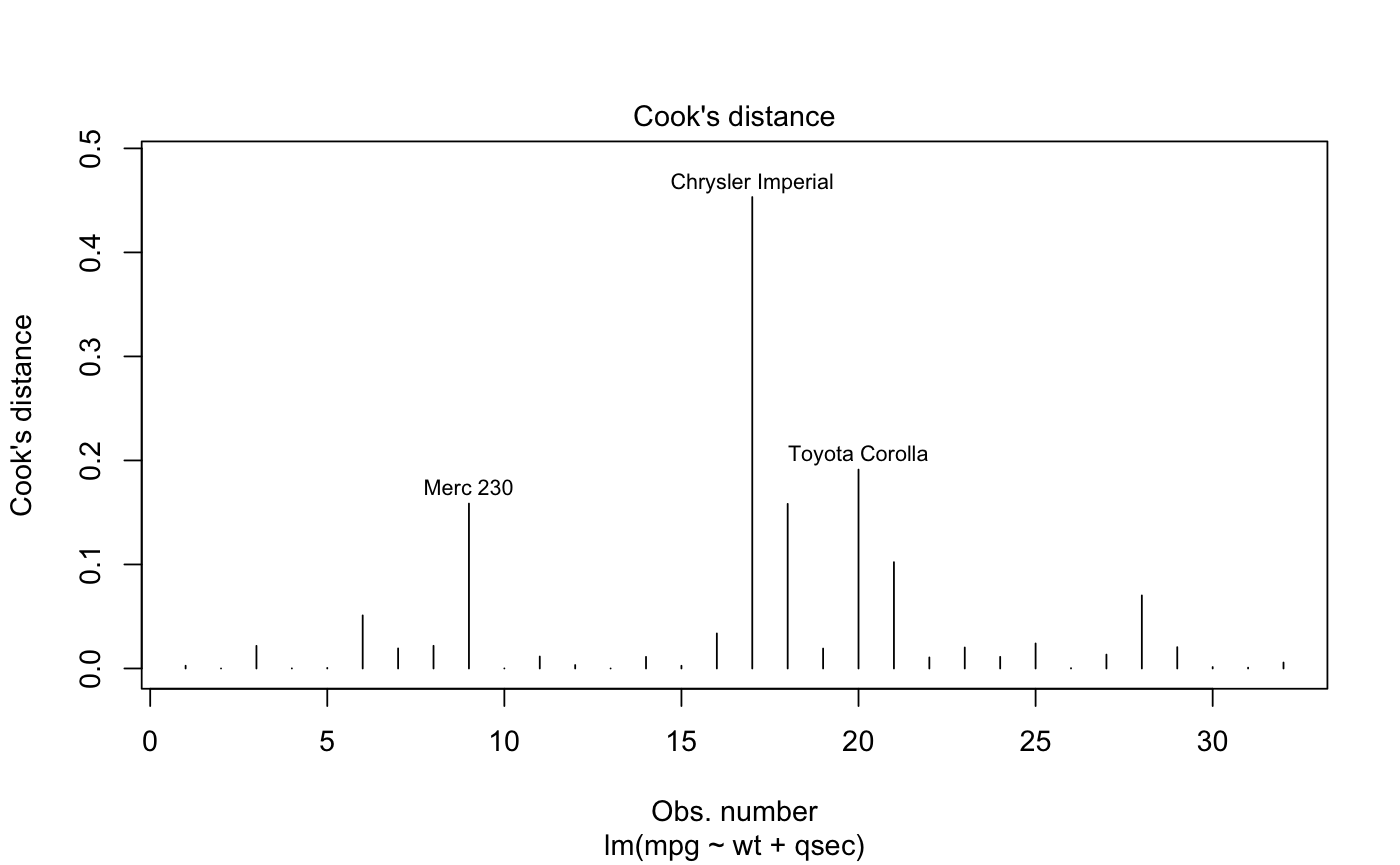 Cook's distance
0.5
Chrysler Imperial
0.4
0.3
Cook's distance
0.2
Toyota Corolla
Merc 230
0.1
0.0
0 5 10 15 20 25 30
Obs. number
lm(mpg ~ wt + qsec)